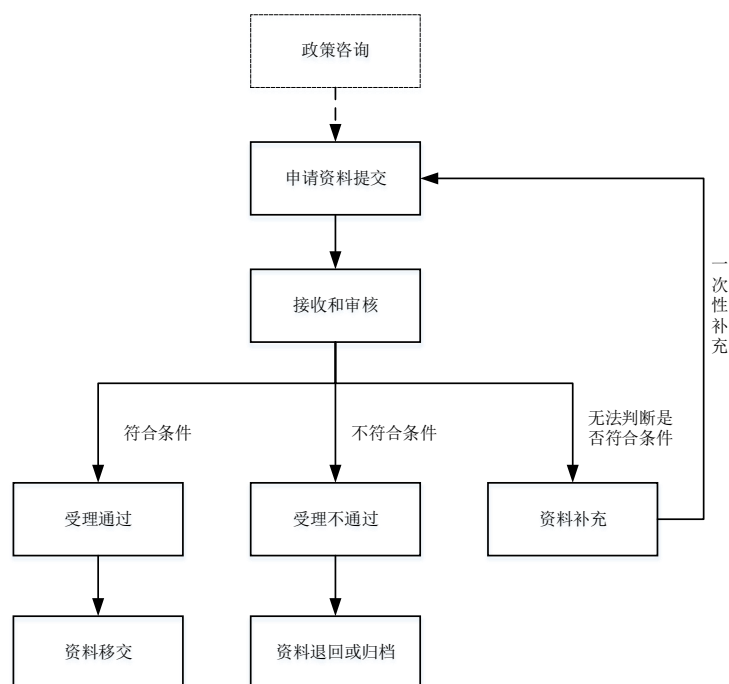 政策咨询
申请资料提交
一次性补充
接收和审核
符合条件
不符合条件
无法判断是
否符合条件
受理通过
受理不通过
资料补充
资料移交
资料退回或归档